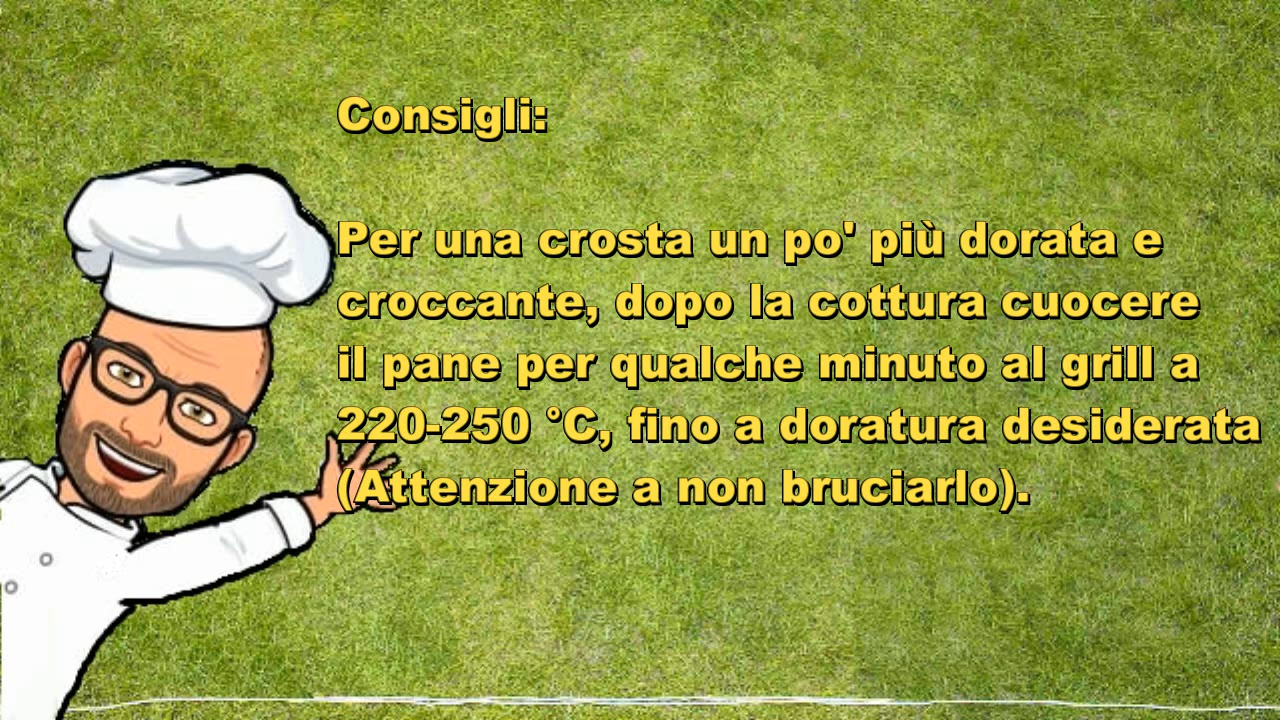 Consigli:
Per una crosta un po' più dorata e
croccante, dopo la cottura cuocere
il pane per qualche minuto al grill a
220-250 °C, fino a doratura desiderata
(Attenzione a non bruciarlo).